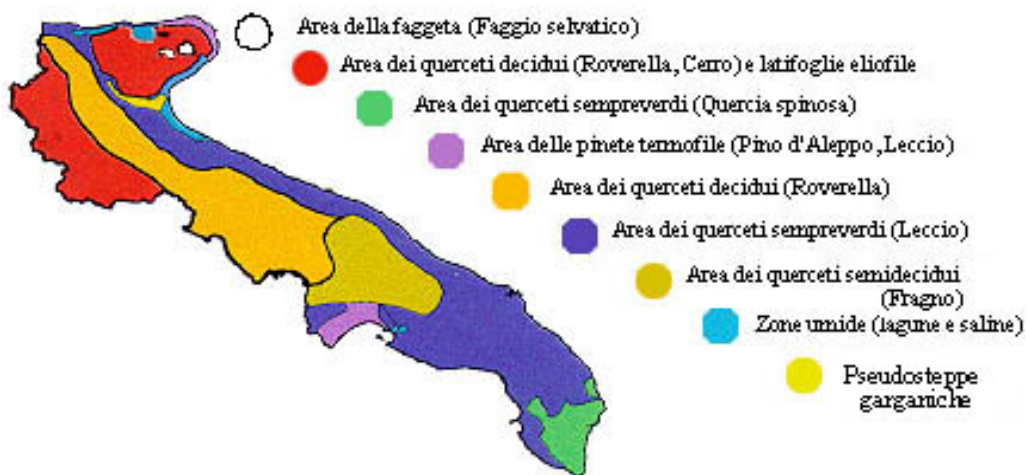 Area della faggeta (Faggio selvatico)
Area dei querceti decidui (Roverella, Cerro) e latifoglie eliofile
Area dei querceti sempreverdi (Quercia spinosa)
Area delle pinete termofile (Pino d'Aleppo, Leccio)
Area dei querceti decidui (Roverella)
Area dei querceti sempreverdi (Leccio)
Area dei querceti semidecidui
(Fragno)
Zone umide (lagune e saline)
Pseudosteppe
garganiche